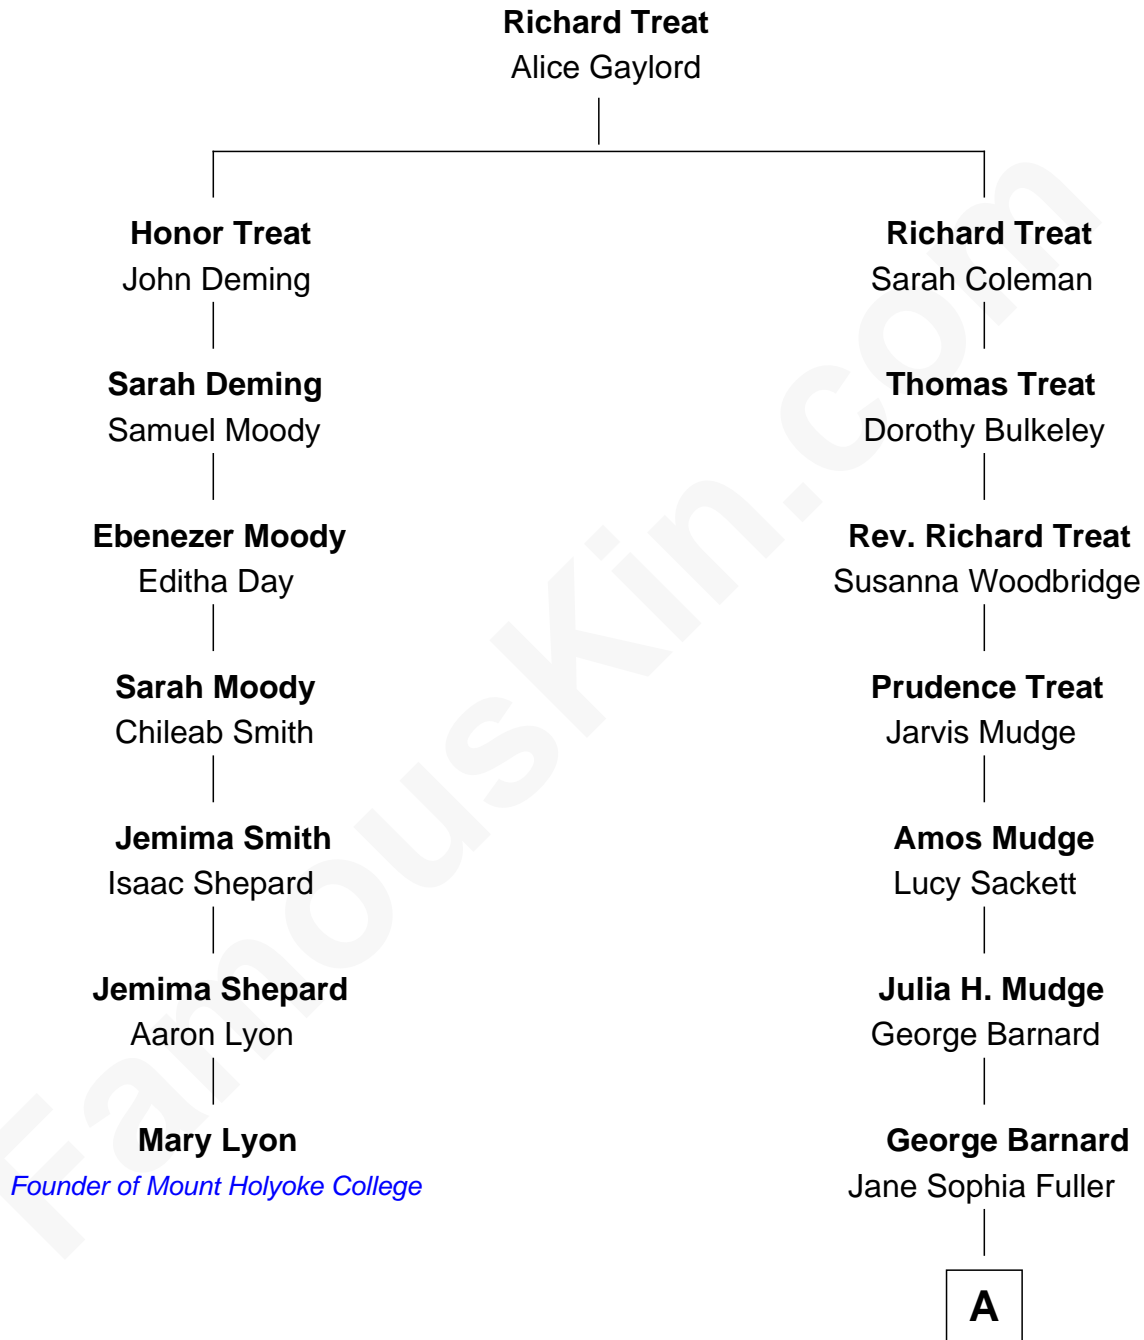 Richard Treat
Alice Gaylord
Honor Treat
John Deming
Richard Treat
Sarah Coleman
Sarah Deming
Samuel Moody
Thomas Treat
Dorothy Bulkeley
Ebenezer Moody
Editha Day
Rev. Richard Treat
Susanna Woodbridge
Sarah Moody
Chileab Smith
Prudence Treat
Jarvis Mudge
Jemima Smith
Isaac Shepard
Amos Mudge
Lucy Sackett
Jemima Shepard
Aaron Lyon
Julia H. Mudge
George Barnard
Mary Lyon
Founder of Mount Holyoke College
George Barnard
Jane Sophia Fuller
A
FamousKin.com